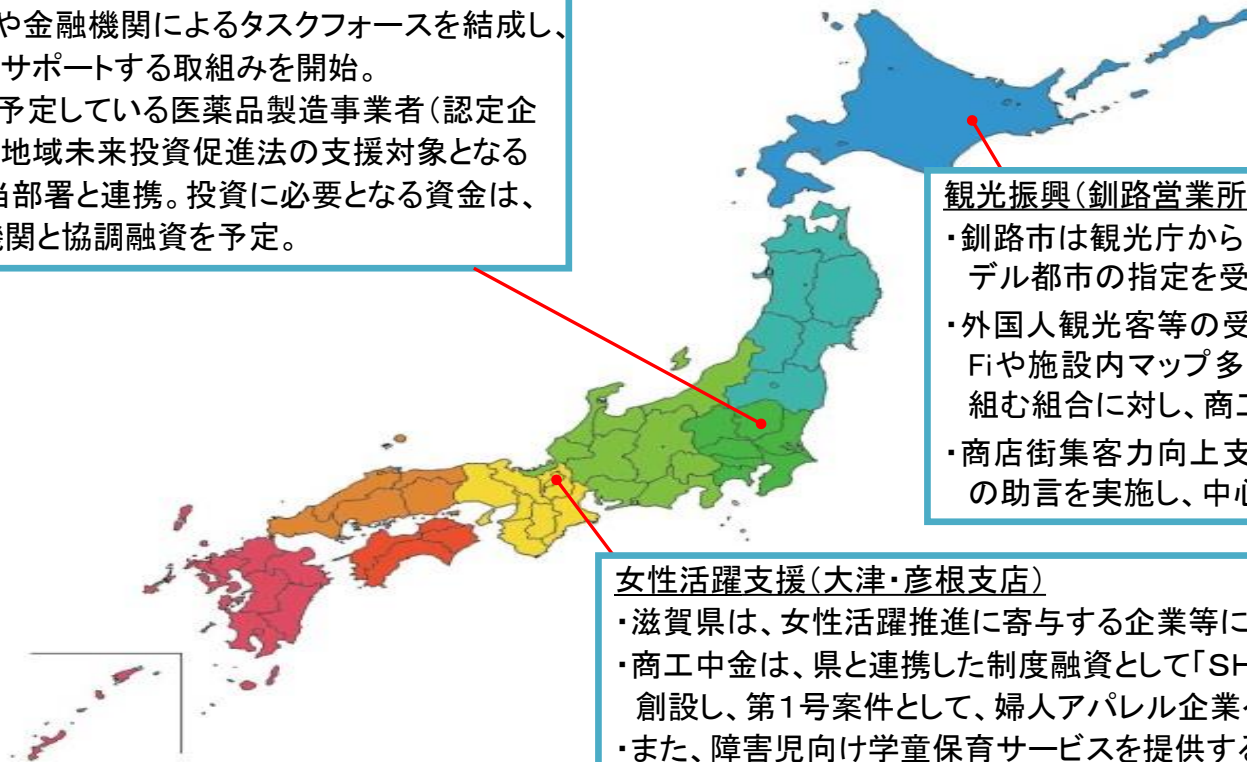 や金融機関によるタスクフォースを結成し、
サポートする取組みを開始。
予定している医薬品製造事業者(認定企
地域未来投資促進法の支援対象となる
部署と連携。投資に必要となる資金は、
関と協調融資を予定。
観光振興(釧路営業所
・釧路市は観光庁から
デル都市の指定を受
・外国人観光客等の受
Fiや施設内マップ多
組む組合に対し、商工
・商店街集客力向上支
の助言を実施し、中心
女性活躍支援(大津・彦根支店)
・滋賀県は、女性活躍推進に寄与する企業等に
・商工中金は、県と連携した制度融資として「SH
創設し、第1号案件として、婦人アパレル企業
・また、障害児向け学童保育サービスを提供する